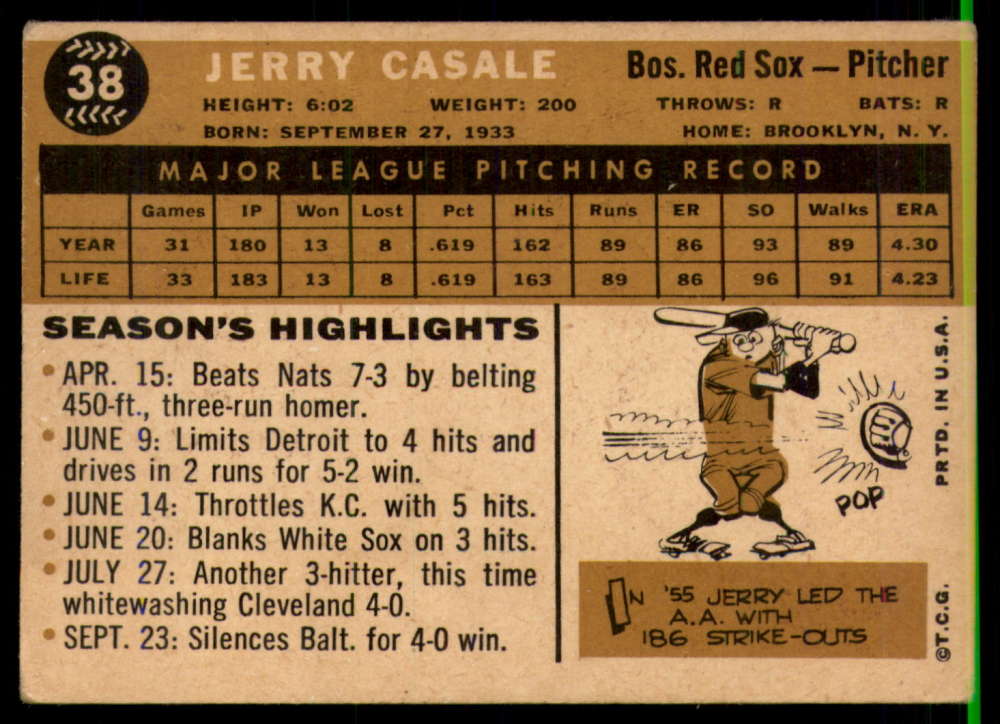 38
JERRY CASALE
Bos. Red Sox — Pitcher
HEIGHT: 6:02 WEIGHT: 200 THROWS: R BATS: R
BORN: SEPTEMBER 27, 1933 HOME: BROOKLYN, N. Y.
MAJOR LEAGUE PITCHING RECORD
Games IP Won Lost Pct Hits Runs ER SO Walks ERA
YEAR 31 180 13 8 .619 162 89 86 93 89 4.30
LIFE 33 183 13 8 .619 163 89 86 96 91 4.23
SEASON'S HIGHLIGHTS
• APR. 15: Beats Nats 7-3 by belting
450-ft., three-run homer.
• JUNE 9: Limits Detroit to 4 hits and
drives in 2 runs for 5-2 win.
• JUNE 14: Throttles K.C. with 5 hits.
• JUNE 20: Blanks White Sox on 3 hits.
• JULY 27: Another 3-hitter, this time
whitewashing Cleveland 4-0.
• SEPT. 23: Silences Balt. for 4-0 win.
POP
IN '55 JERRY LED THE
A.A. WITH
186 STRIKE-OUTS
©T.C.G. PRTD. IN U.S.A.